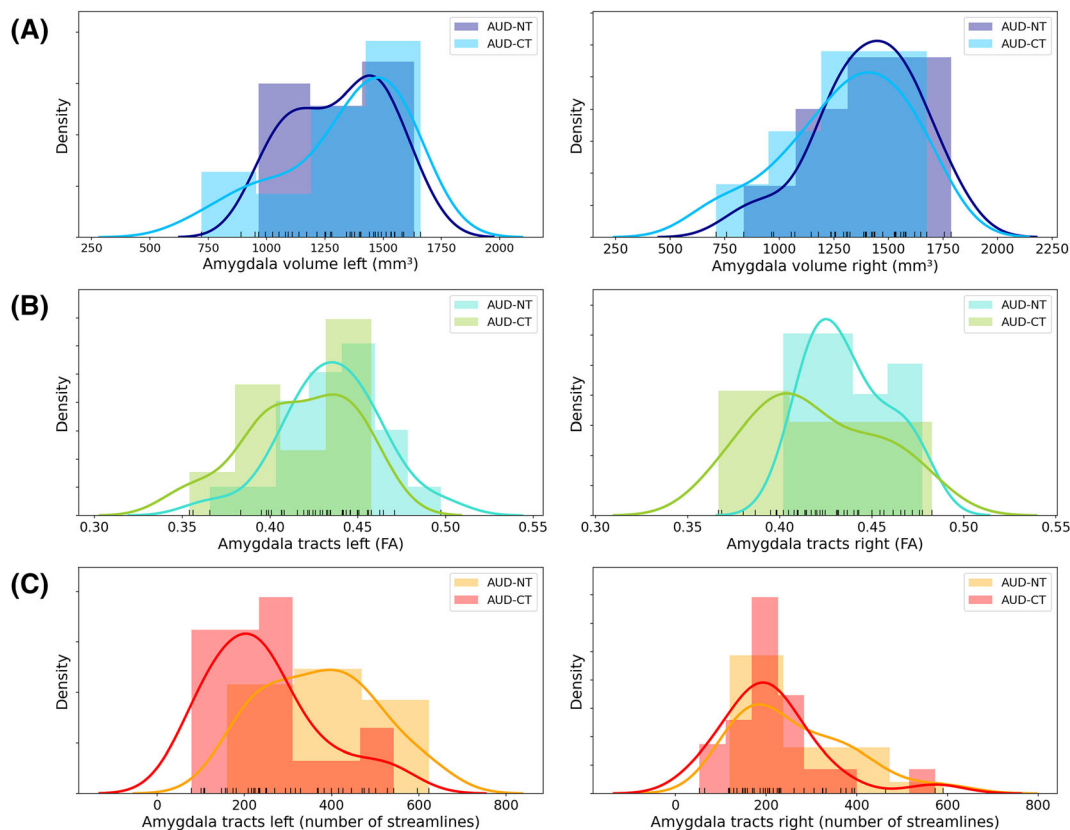 (A)
AUD-NT
AUD-CT
Density
250 500 750 1000 1250 1500 1750 2000
Amygdala volume left (mm³)
AUD-NT
AUD-CT
Density
250 500 750 1000 1250 1500 1750 2000 2250
Amygdala volume right (mm³)
(B)
AUD-NT
AUD-CT
Density
0.30 0.35 0.40 0.45 0.50 0.55
Amygdala tracts left (FA)
AUD-NT
AUD-CT
Density
0.30 0.35 0.40 0.45 0.50 0.55
Amygdala tracts right (FA)
(C)
AUD-NT
AUD-CT
Density
0 200 400 600 800
Amygdala tracts left (number of streamlines)
AUD-NT
AUD-CT
Density
0 200 400 600 800
Amygdala tracts right (number of streamlines)